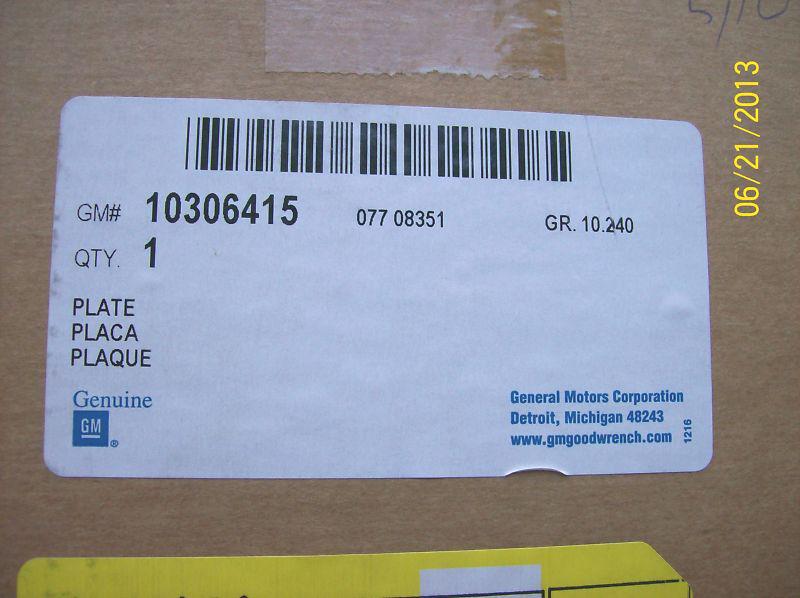 06/21/2013
GM# 10306415 077 08351 GR. 10.240
QTY. 1
PLATE
PLACA
PLAQUE
Genuine
GM ®
General Motors Corporation
Detroit, Michigan 48243
www.gmgoodwrench.com
1216